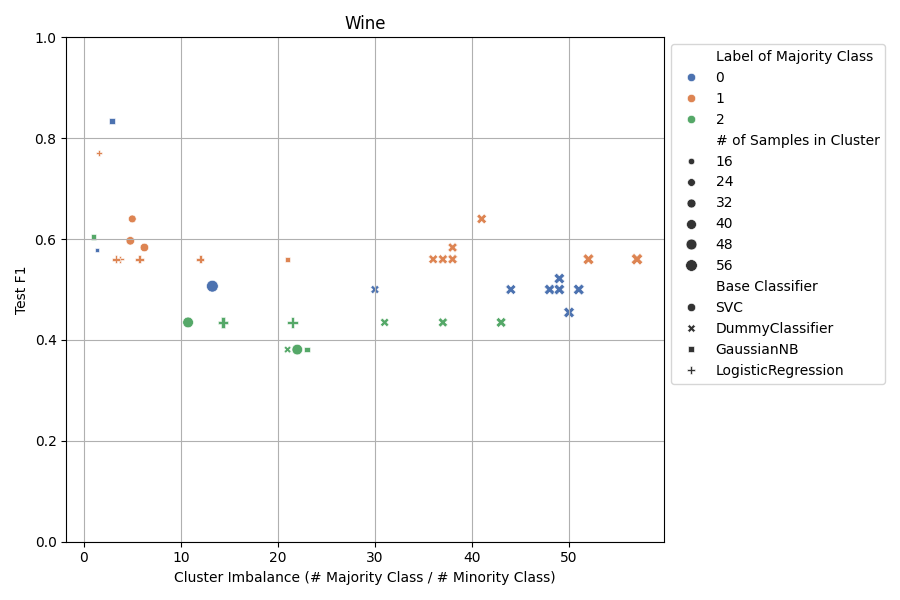 Wine
Test F1
1.0
0.8
0.6
0.4
0.2
0.0
0 10 20 30 40 50
Cluster Imbalance (# Majority Class / # Minority Class)
Label of Majority Class
0
1
2
# of Samples in Cluster
16
24
32
40
48
56
Base Classifier
SVC
DummyClassifier
GaussianNB
LogisticRegression